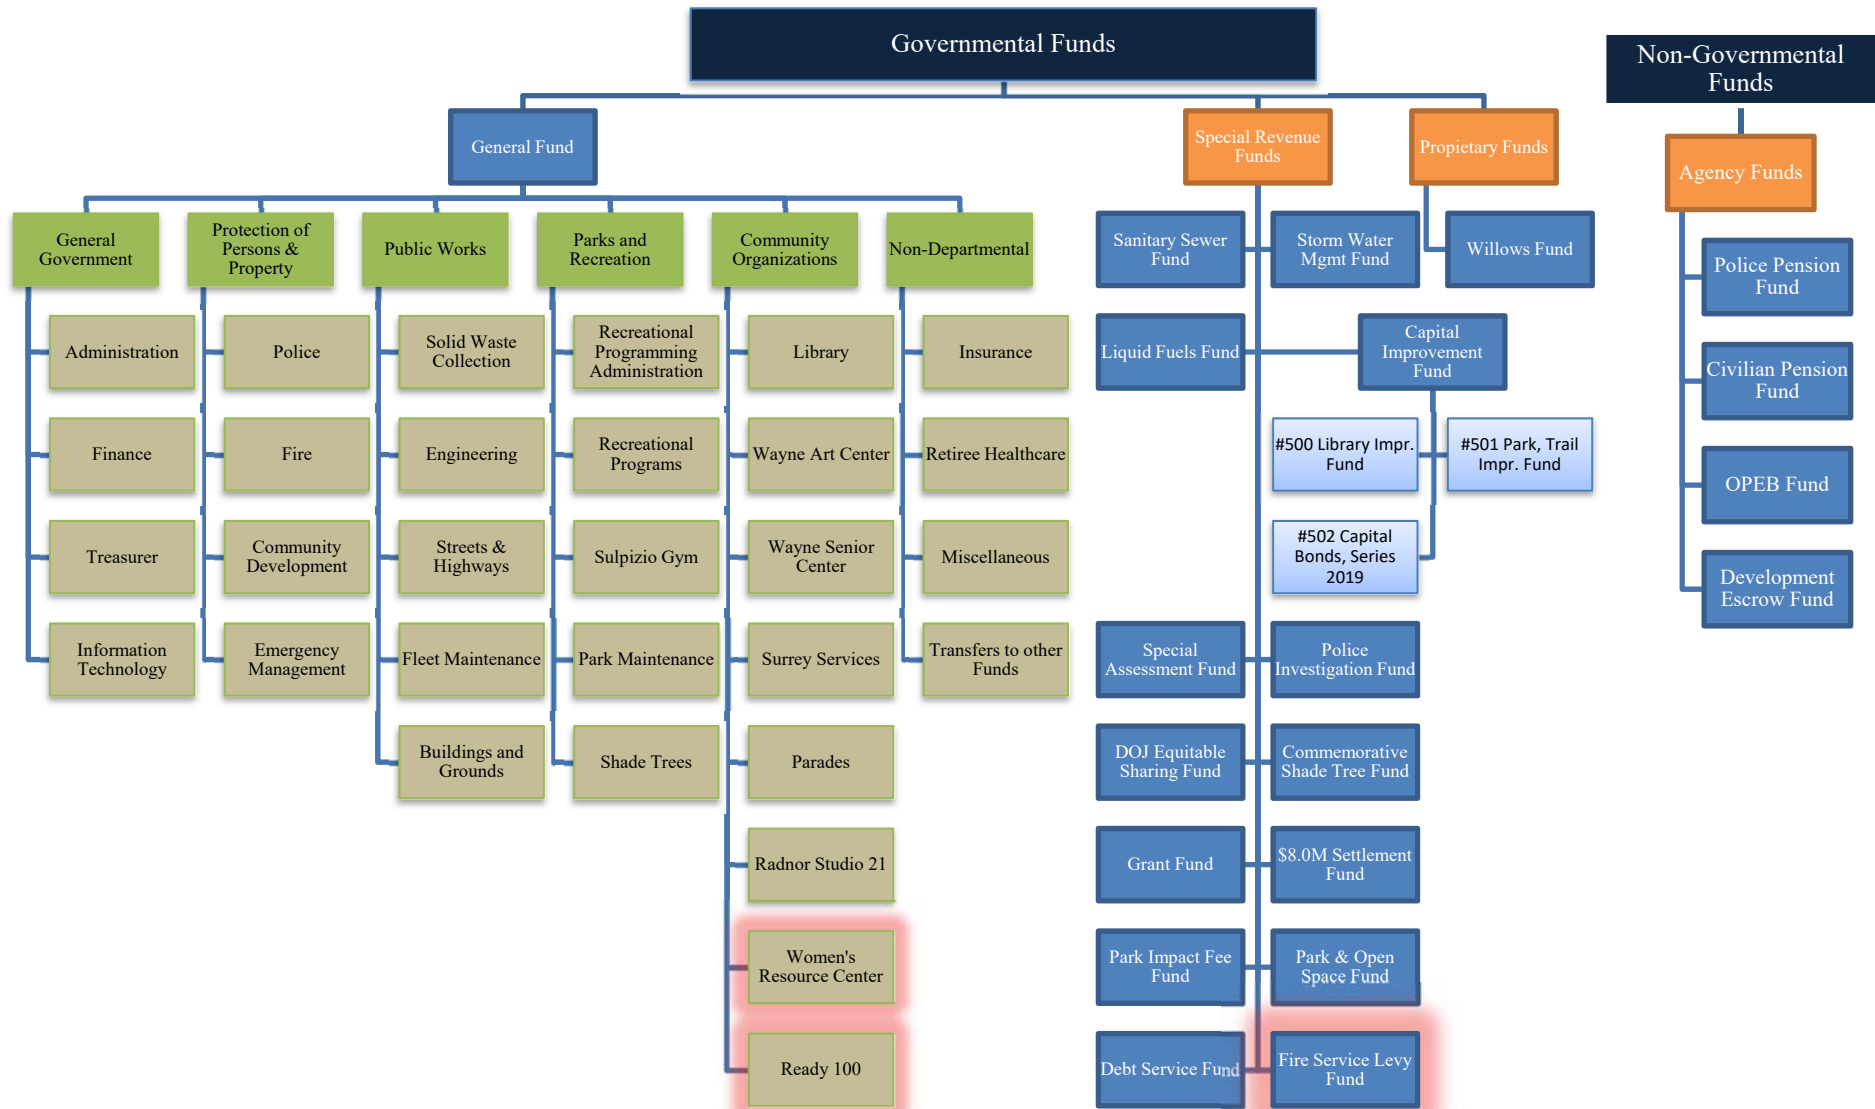 Governmental Funds
Non-Governmental
Funds
General Fund
Special Revenue
Funds
Propietary Funds
Agency Funds
General
Government
Protection of
Persons &
Property
Public Works
Parks and
Recreation
Community
Organizations
Non-Departmental
Sanitary Sewer
Fund
Storm Water
Mgmt Fund
Willows Fund
Police Pension
Fund
Administration
Police
Solid Waste
Collection
Recreational
Programming
Administration
Library
Insurance
Liquid Fuels Fund
Capital
Improvement
Fund
Civilian Pension
Fund
Finance
Fire
Engineering
Recreational
Programs
Wayne Art Center
Retiree Healthcare
#500 Library Impr.
Fund
#501 Park, Trail
Impr. Fund
OPEB Fund
Treasurer
Community
Development
Streets &
Highways
Sulpizio Gym
Wayne Senior
Center
Miscellaneous
#502 Capital
Bonds, Series
2019
Development
Escrow Fund
Information
Technology
Emergency
Management
Fleet Maintenance
Park Maintenance
Surrey Services
Transfers to other
Funds
Special
Assessment Fund
Police
Investigation Fund
Buildings and
Grounds
Shade Trees
Parades
DOJ Equitable
Sharing Fund
Commemorative
Shade Tree Fund
Radnor Studio 21
Grant Fund
$8.0M Settlement
Fund
Women's
Resource Center
Park Impact Fee
Fund
Park & Open
Space Fund
Ready 100
Debt Service Fund
Fire Service Levy
Fund